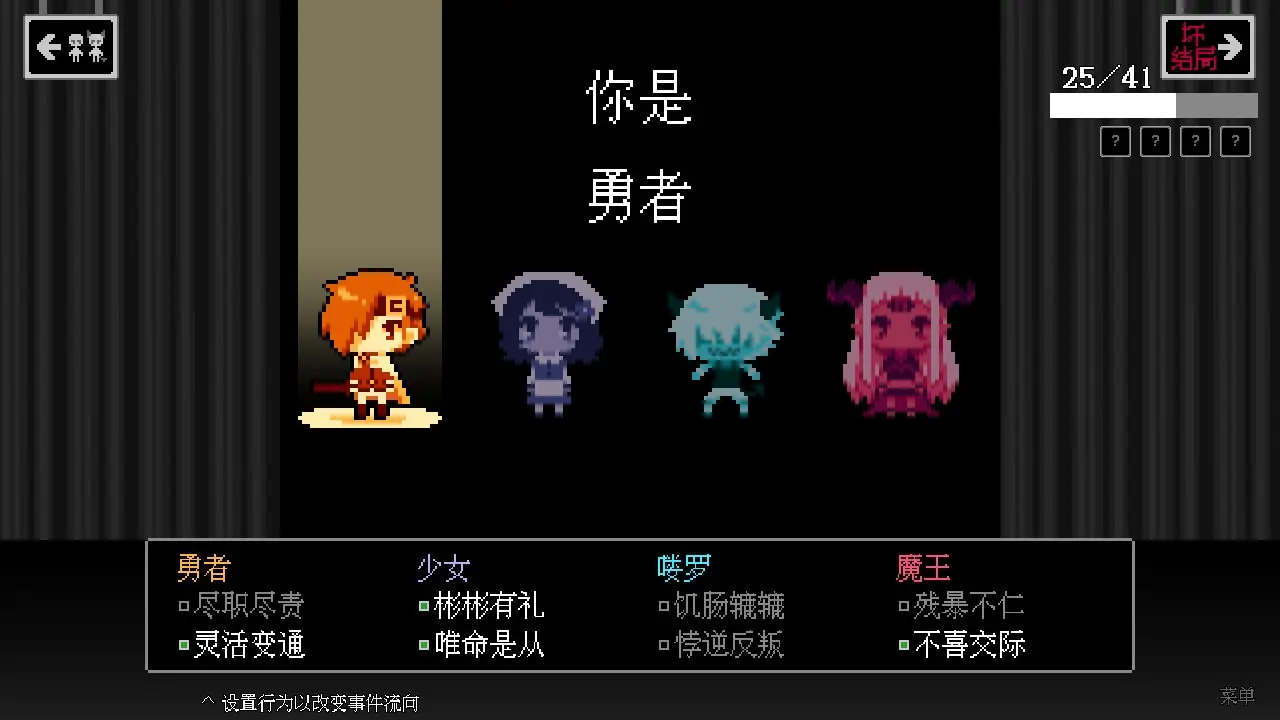 坏
结局
25/41
? ? ? ?
你是
勇者
勇者 少女 喽罗 魔王
尽职尽责 彬彬有礼 饥肠辘辘 残暴不仁
灵活变通 唯命是从 悖逆反叛 不喜交际
^ 设置行为以改变事件流向
菜单